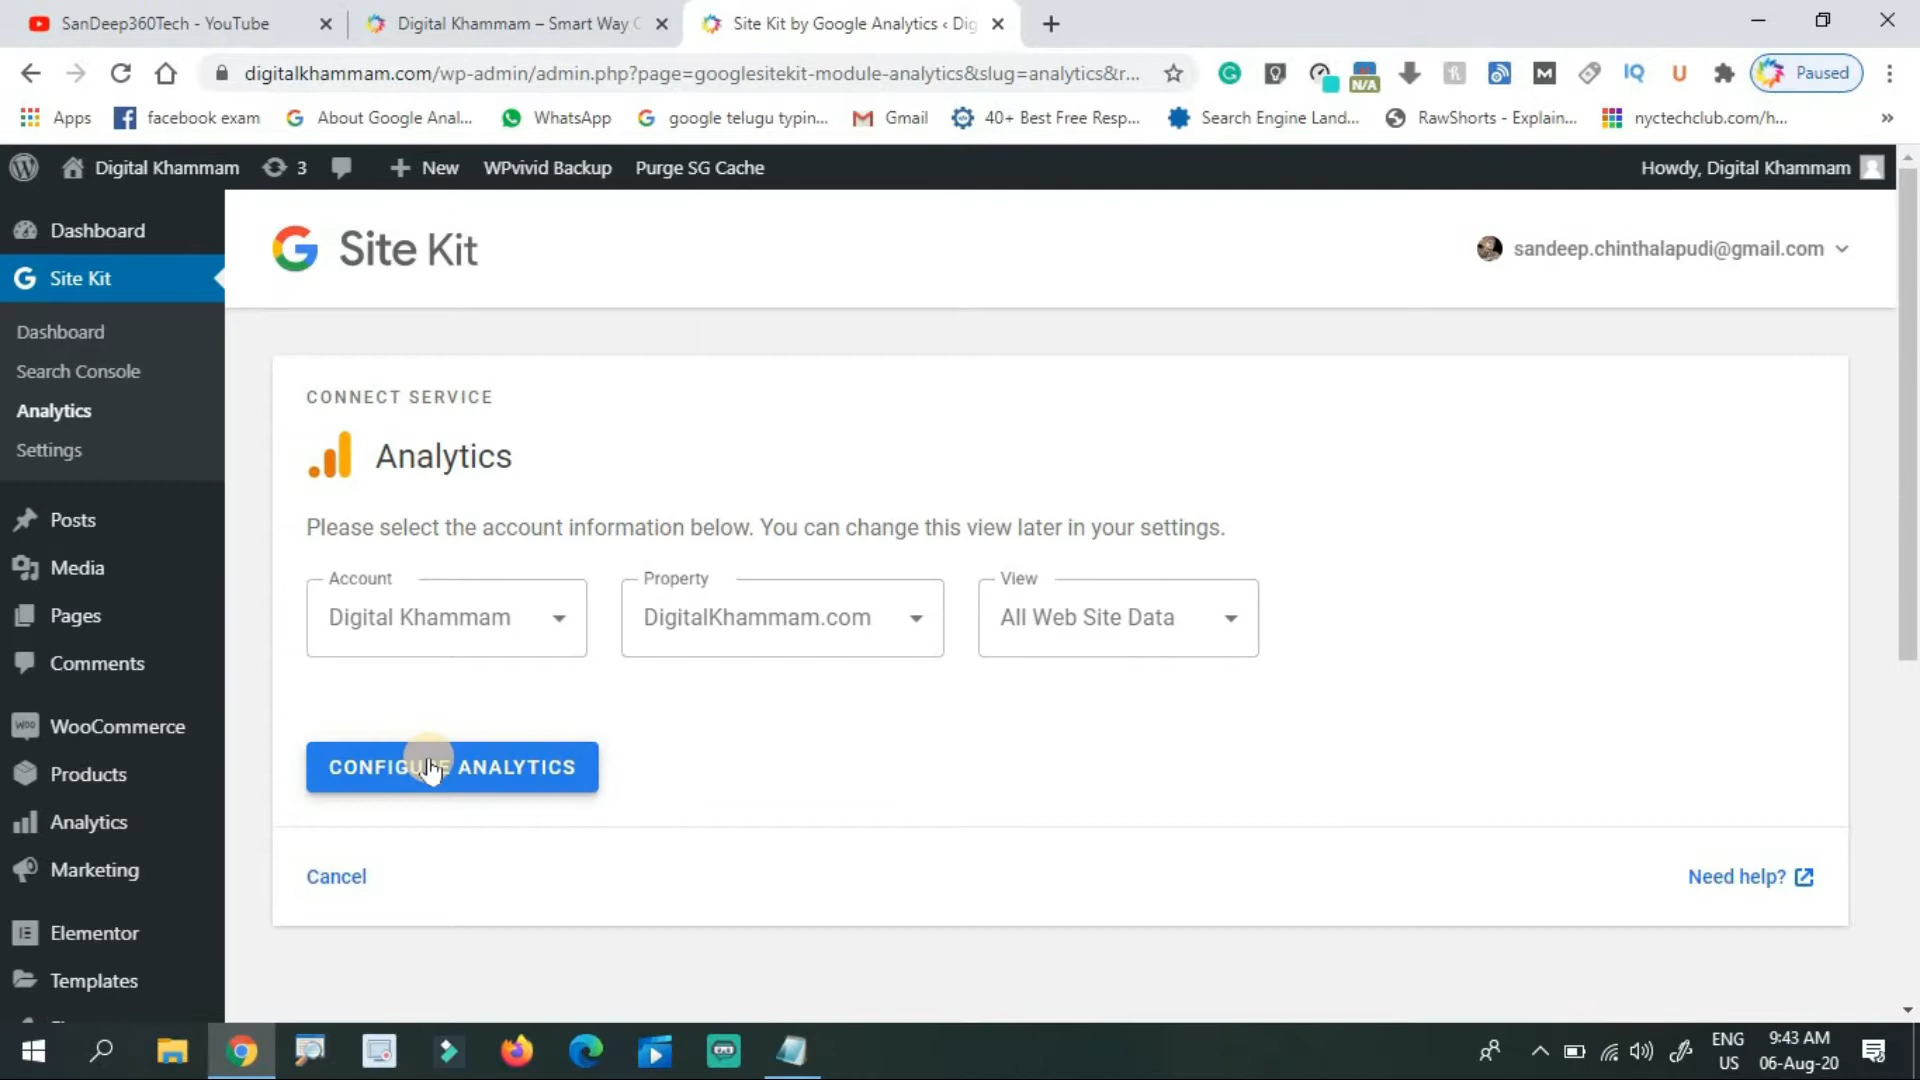 SanDeep360Tech - YouTube
Digital Khammam – Smart Way
Site Kit by Google Analytics ‹ Dig
digitalkhammam.com/wp-admin/admin.php?page=googlesitekit-module-analytics&slug=analytics&r...
N/A
IQ
Paused
Apps
facebook exam
About Google Anal...
WhatsApp
google telugu typin...
Gmail
40+ Best Free Resp...
Search Engine Land...
RawShorts - Explain...
nyctechclub.com/h...
»
Digital Khammam
3
New
WPvivid Backup
Purge SG Cache
Howdy, Digital Khammam
Dashboard
Site Kit
Dashboard
Search Console
Analytics
Settings
Posts
Media
Pages
Comments
WooCommerce
Products
Analytics
Marketing
Elementor
Templates
Site Kit
sandeep.chinthalapudi@gmail.com
CONNECT SERVICE
Analytics
Please select the account information below. You can change this view later in your settings.
Account
Digital Khammam
Property
DigitalKhammam.com
View
All Web Site Data
CONFIGURE ANALYTICS
Cancel
Need help?
ENG
US
9:43 AM
06-Aug-20